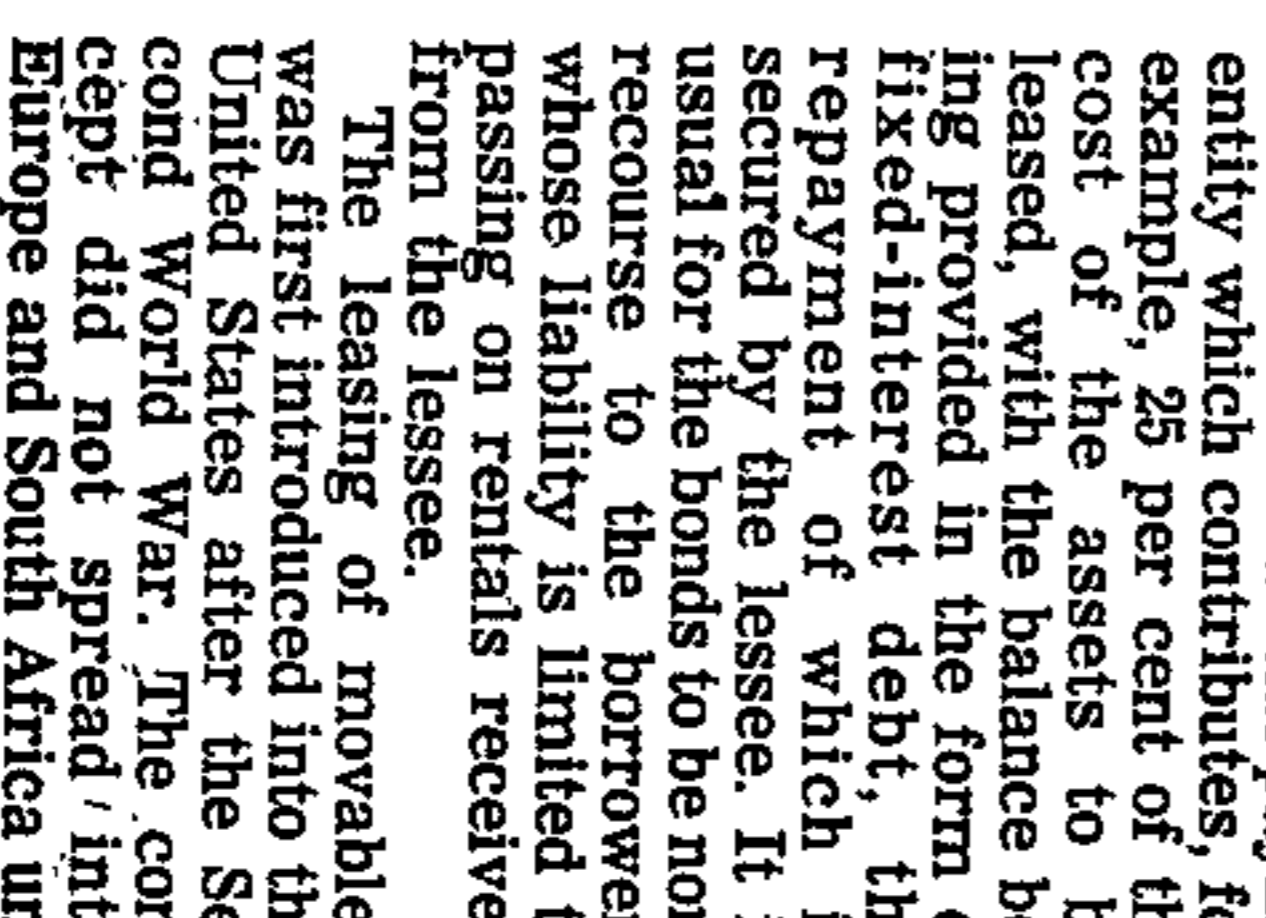 entity which contributes, f
example, 25 per cent of th
cost of the assets to b
leased, with the balance b
ing provided in the form
fixed-interest debt, th
repayment of which i
secured by the lessee. It
usual for the bonds to be non
recourse to the borrower
whose liability is limited t
passing on rentals receive
from the lessee.
The leasing of movable
was first introduced into th
United States after the Se
cond World War. The con
cept did not spread int
Europe and South Africa un